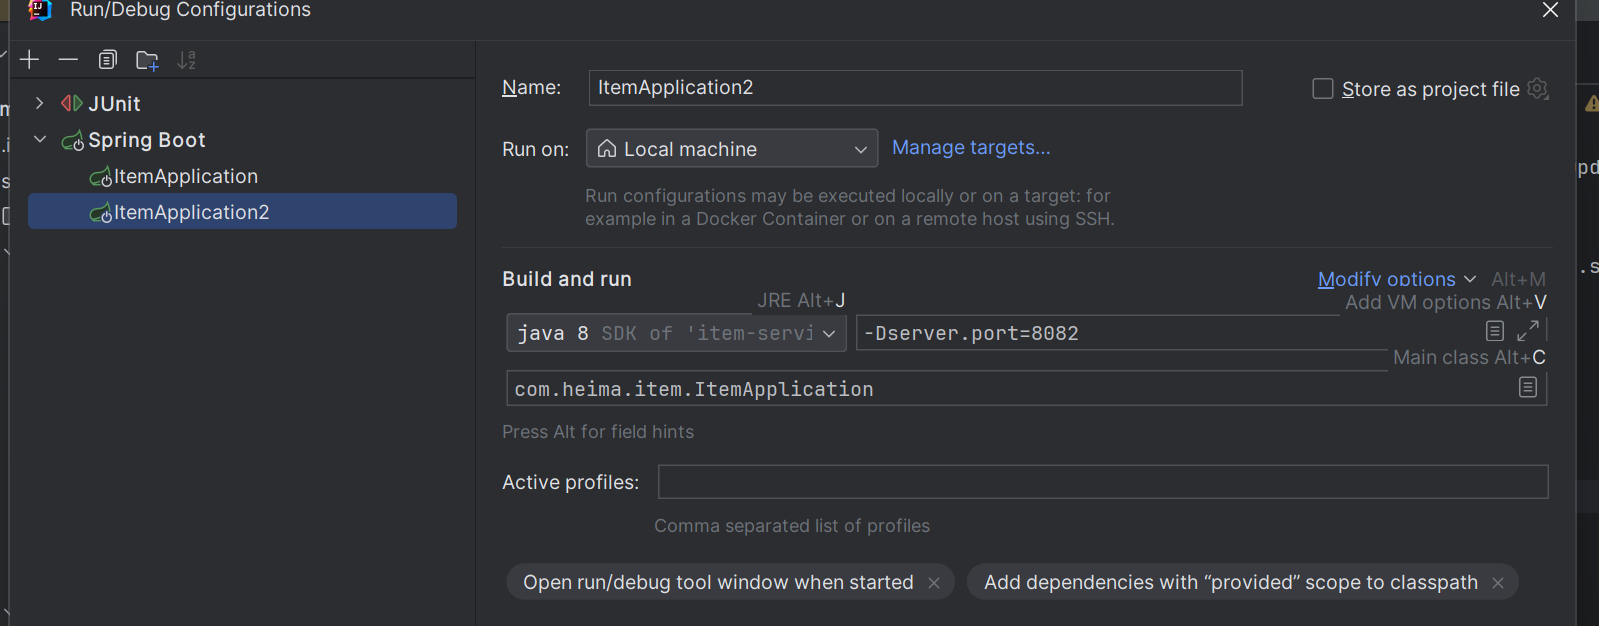 Run/Debug Configurations
JUnit
Spring Boot
ItemApplication
ItemApplication2
Name: ItemApplication2
Store as project file
Run on: Local machine Manage targets...
Run configurations may be executed locally or on a target: for
example in a Docker Container or on a remote host using SSH.
Build and run
Modify options Alt+M
JRE Alt+J
Add VM options Alt+V
java 8 SDK of 'item-servi
-Dserver.port=8082
Main class Alt+C
com.heima.item.ItemApplication
Press Alt for field hints
Active profiles:
Comma separated list of profiles
Open run/debug tool window when started
Add dependencies with “provided” scope to classpath